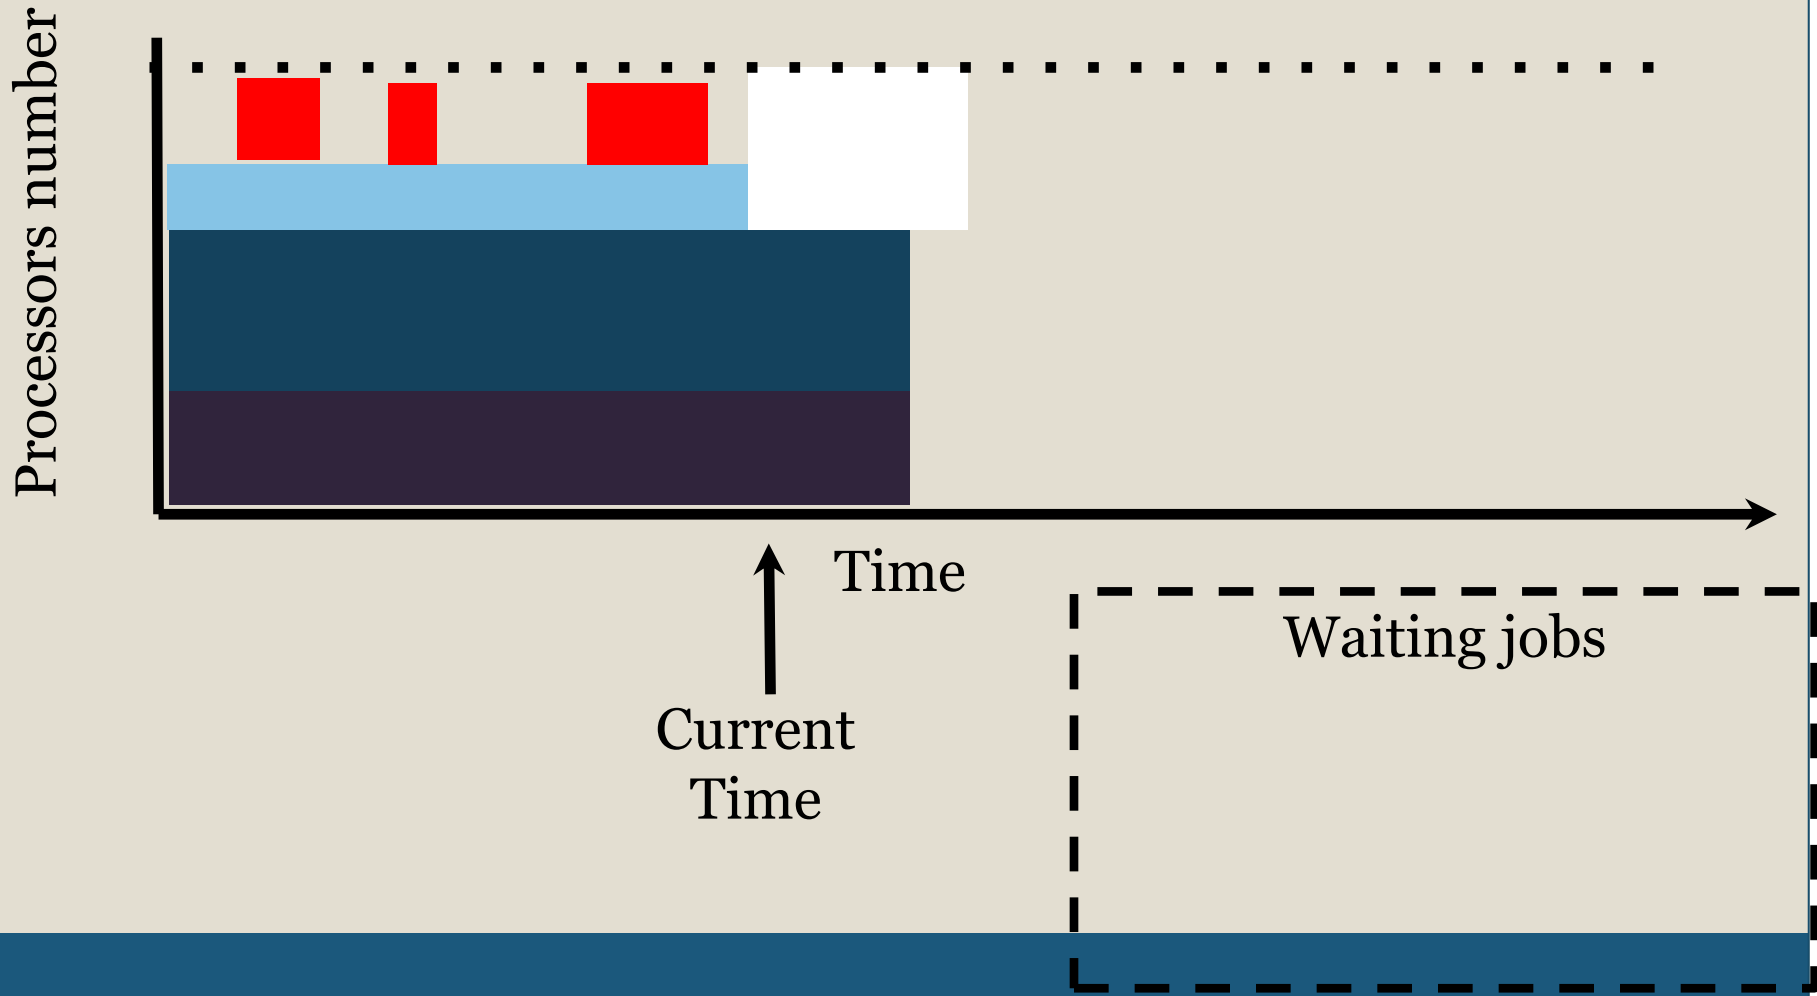 Processors number
Time
Waiting jobs
Current
Time